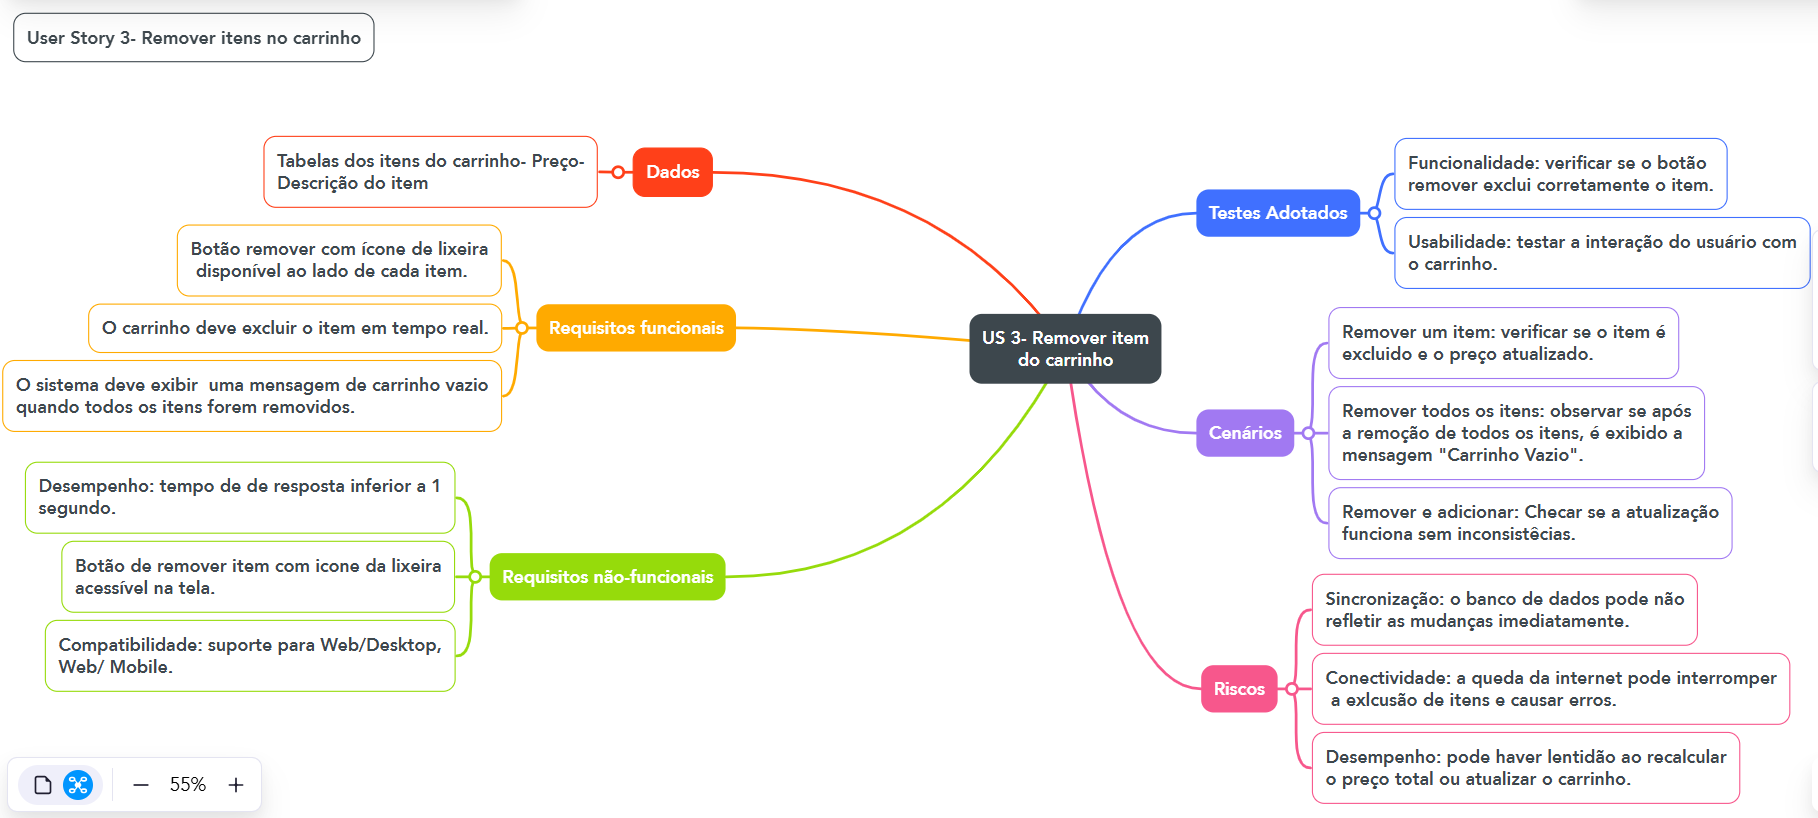 User Story 3- Remover itens no carrinho
Tabelas dos itens do carrinho- Preço-
Descrição do item
Dados
Botão remover com ícone de lixeira
disponível ao lado de cada item.
O carrinho deve excluir o item em tempo real.
O sistema deve exibir  uma mensagem de carrinho vazio
quando todos os itens forem removidos.
Requisitos funcionais
Desempenho: tempo de de resposta inferior a 1
segundo.
Botão de remover item com icone da lixeira
acessível na tela.
Compatibilidade: suporte para Web/Desktop,
Web/ Mobile.
Requisitos não-funcionais
US 3- Remover item
do carrinho
Testes Adotados
Funcionalidade: verificar se o botão
remover exclui corretamente o item.
Usabilidade: testar a interação do usuário com
o carrinho.
Cenários
Remover um item: verificar se o item é
excluido e o preço atualizado.
Remover todos os itens: observar se após
a remoção de todos os itens, é exibido a
mensagem "Carrinho Vazio".
Remover e adicionar: Checar se a atualização
funciona sem inconsistêcias.
Riscos
Sincronização: o banco de dados pode não
refletir as mudanças imediatamente.
Conectividade: a queda da internet pode interromper
a exlcusão de itens e causar erros.
Desempenho: pode haver lentidão ao recalcular
o preço total ou atualizar o carrinho.
55%